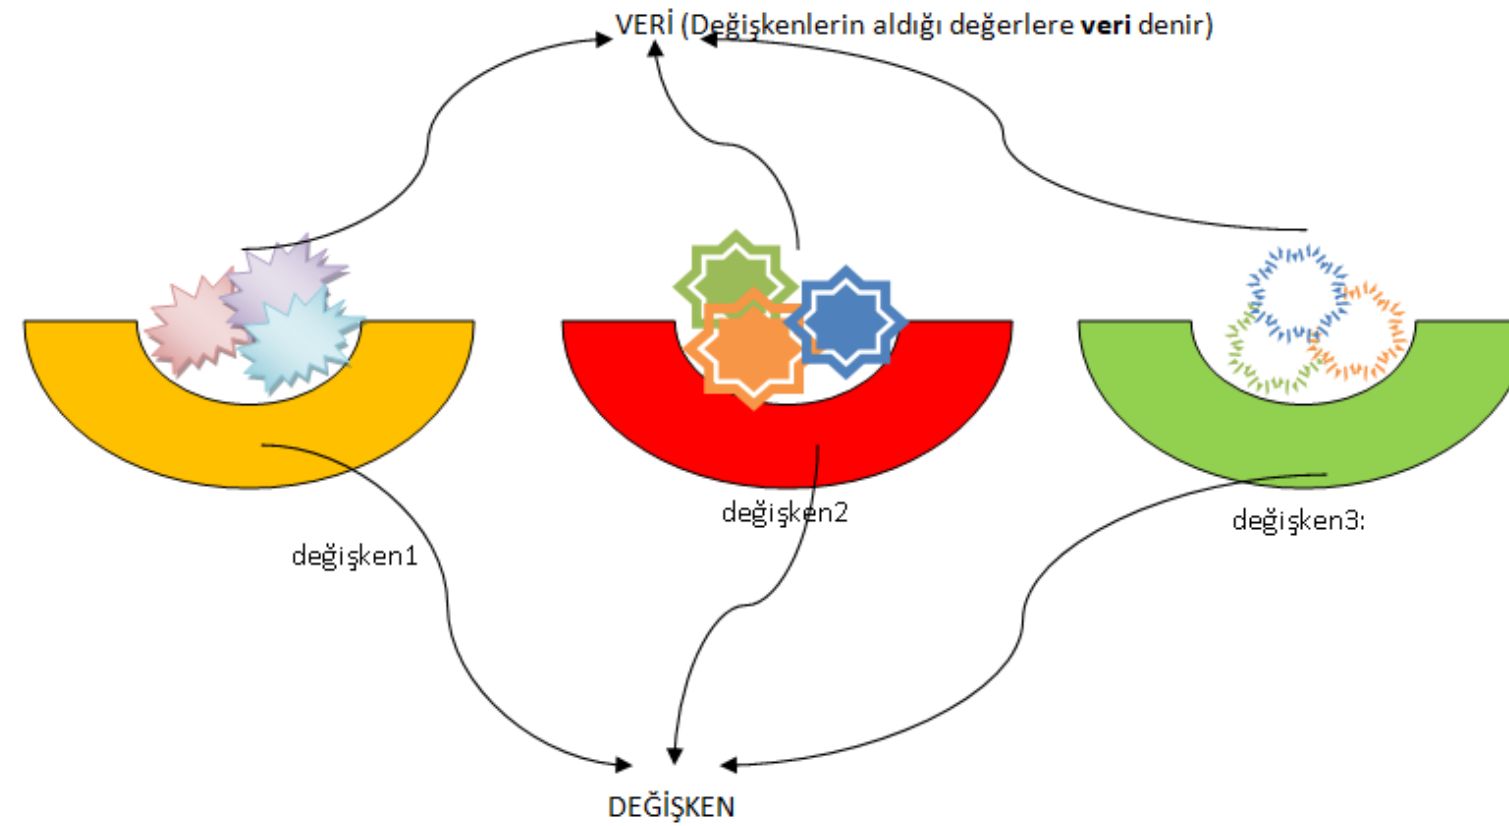 VERİ (Değişkenlerin aldığı değerlere veri denir)
değişken1
değişken2
değişken3:
DEĞİŞKEN